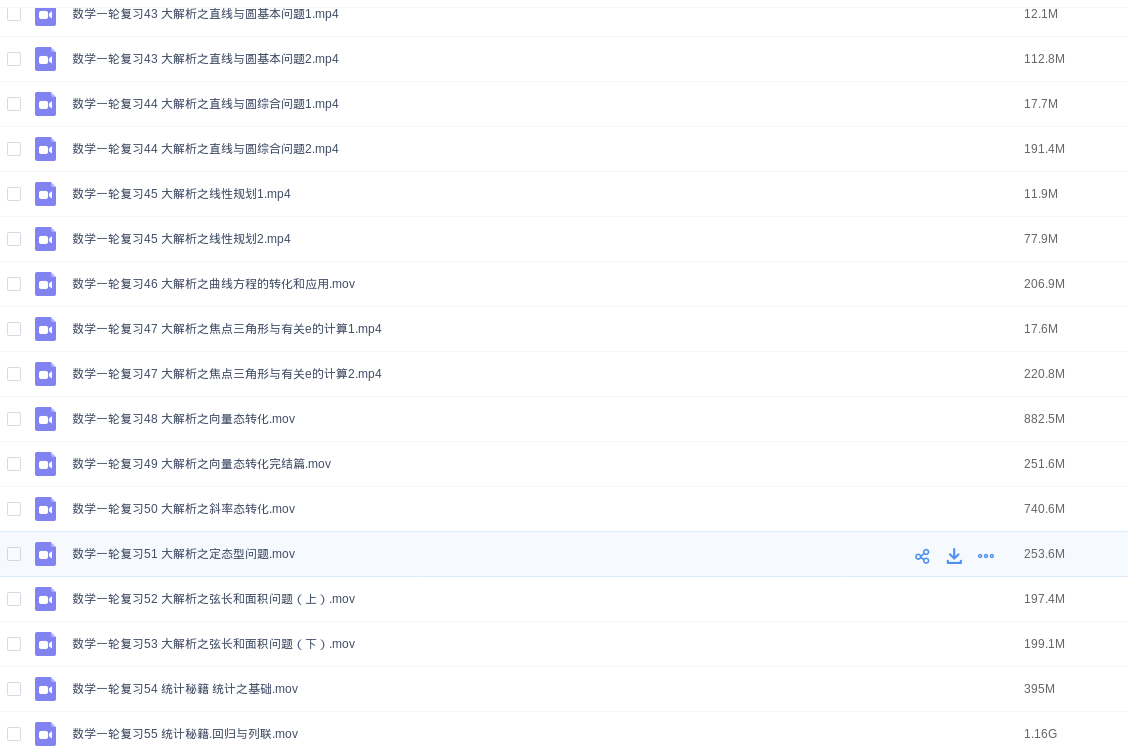 数学一轮复习43 大解析之直线与圆基本问题1.mp4 12.1M
数学一轮复习43 大解析之直线与圆基本问题2.mp4 112.8M
数学一轮复习44 大解析之直线与圆综合问题1.mp4 17.7M
数学一轮复习44 大解析之直线与圆综合问题2.mp4 191.4M
数学一轮复习45 大解析之线性规划1.mp4 11.9M
数学一轮复习45 大解析之线性规划2.mp4 77.9M
数学一轮复习46 大解析之曲线方程的转化和应用.mov 206.9M
数学一轮复习47 大解析之焦点三角形与有关e的计算1.mp4 17.6M
数学一轮复习47 大解析之焦点三角形与有关e的计算2.mp4 220.8M
数学一轮复习48 大解析之向量态转化.mov 882.5M
数学一轮复习49 大解析之向量态转化完结篇.mov 251.6M
数学一轮复习50 大解析之斜率态转化.mov 740.6M
数学一轮复习51 大解析之定态型问题.mov 253.6M
数学一轮复习52 大解析之弦长和面积问题（上）.mov 197.4M
数学一轮复习53 大解析之弦长和面积问题（下）.mov 199.1M
数学一轮复习54 统计秘籍 统计之基础.mov 395M
数学一轮复习55 统计秘籍.回归与列联.mov 1.16G